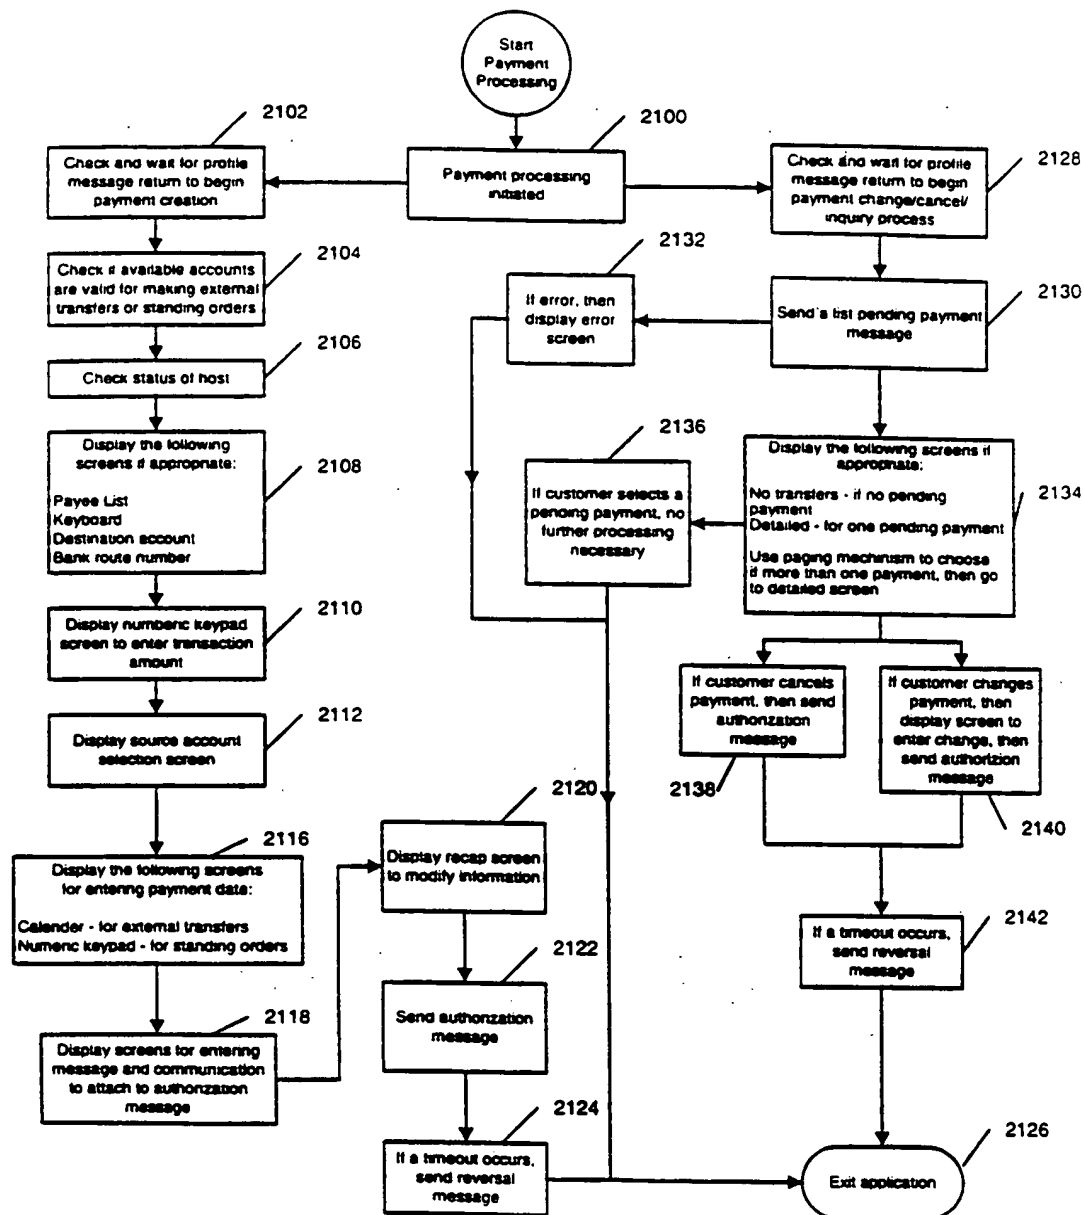 Start
Payment
Processing
2100
Payment processing
initiated
2102
Check and wait for profile
message return to begin
payment creation
2104
Check if available accounts
are valid for making external
transfers or standing orders
2106
Check status of host
Display the following
screens if appropriate:
2108
Payee List
Keyboard
Destination account
Bank route number
2110
Display numeric keypad
screen to enter transaction
amount
2112
Display source account
selection screen
2116
Display the following screens
for entering payment data:
Calender - for external transfers
Numeric keypad - for standing orders
2118
Display screens for entering
message and communication
to attach to authorization
message
2120
Display recap screen
to modify information
2122
Send authorization
message
2124
If a timeout occurs,
send reversal
message
2128
Check and wait for profile
message return to begin
payment change/cancel/
inquiry process
2130
Send a list pending payment
message
2132
If error, then
display error
screen
2134
Display the following screens if
appropriate:
No transfers - if no pending
payment
Detailed - for one pending payment
Use paging mechinism to choose
if more than one payment, then go
to detailed screen
2136
If customer selects a
pending payment, no
further processing
necessary
If customer cancels
payment, then send
authorization
message
2138
If customer changes
payment, then
display screen to
enter change, then
send authoriztion
message
2140
2142
If a timeout occurs,
send reversal
message
2126
Exit application